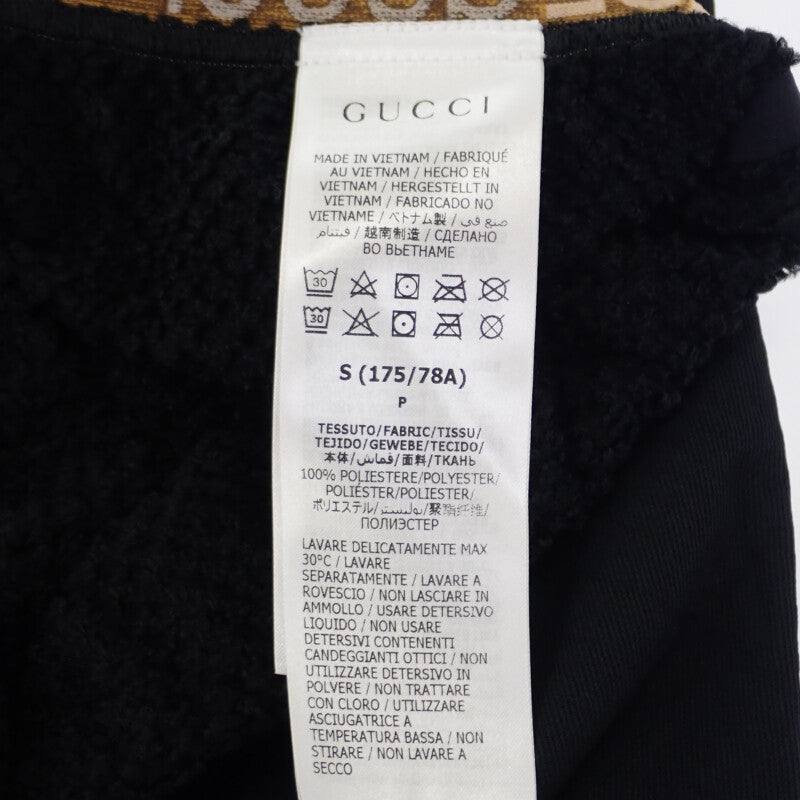 GUCCI
MADE IN VIETNAM / FABRIQUÉ
AU VIETNAM / HECHO EN
VIETNAM / HERGESTELLT IN
VIETNAM / FABRICADO NO
VIETNAME / ベトナム製 / صنع في
فيتنام / 越南制造 / СДЕЛАНО
ВО ВЬЕТНАМЕ
30
30
S (175/78A)
P
TESSUTO/FABRIC/TISSU/
TEJIDO/GEWEBE/TECIDO/
本体/قماش/面料/ТКАНЬ
100% POLIESTERE/POLYESTER/
POLIÉSTER/POLIESTER/
ポリエステル/بوليستر/聚酯纤维/
ПОЛИЭСТЕР
LAVARE DELICATAMENTE MAX
30°C / LAVARE
SEPARATAMENTE / LAVARE A
ROVESCIO / NON LASCIARE IN
AMMOLLO / USARE DETERSIVO
LIQUIDO / NON USARE
DETERSIVI CONTENENTI
CANDEGGIANTI OTTICI / NON
UTILIZZARE DETERSIVO IN
POLVERE / NON TRATTARE
CON CLORO / UTILIZZARE
ASCIUGATRICE A
TEMPERATURA BASSA / NON
STIRARE / NON LAVARE A
SECCO